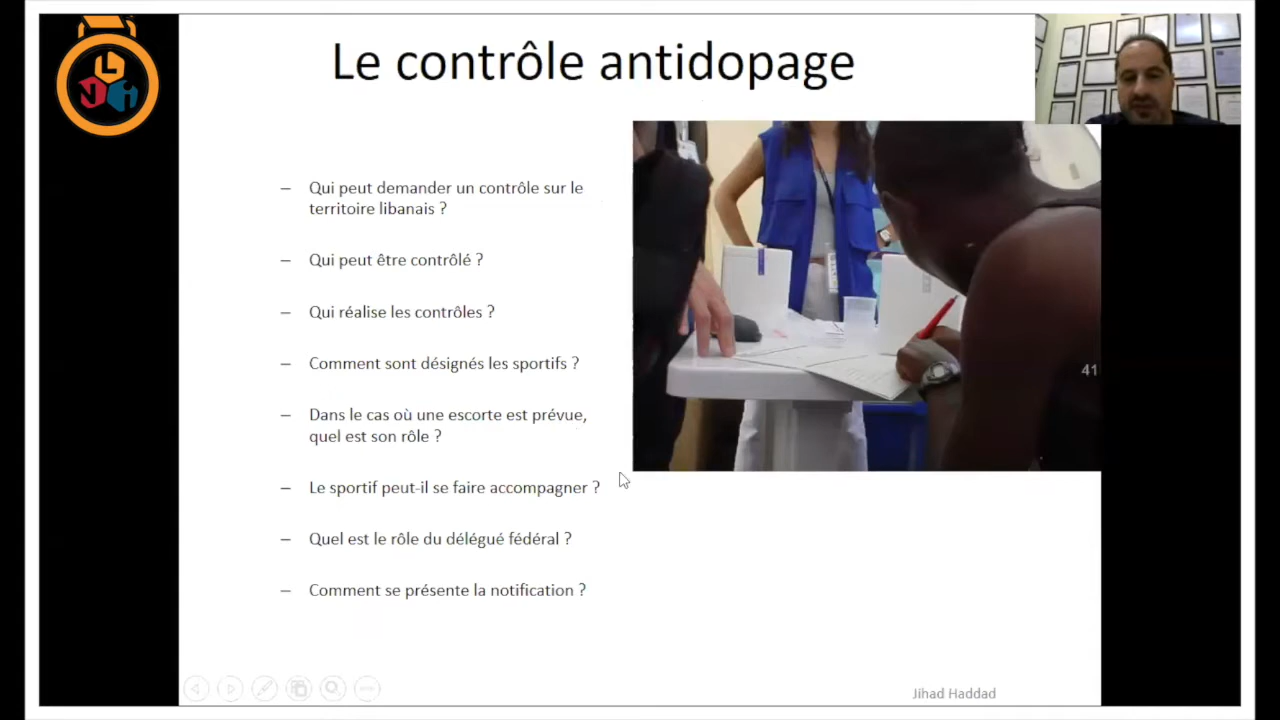 Le contrôle antidopage
L
J
i
– Qui peut demander un contrôle sur le
territoire libanais ?
– Qui peut être contrôlé ?
– Qui réalise les contrôles ?
– Comment sont désignés les sportifs ?
– Dans le cas où une escorte est prévue,
quel est son rôle ?
– Le sportif peut-il se faire accompagner ?
– Quel est le rôle du délégué fédéral ?
– Comment se présente la notification ?
41
Jihad Haddad